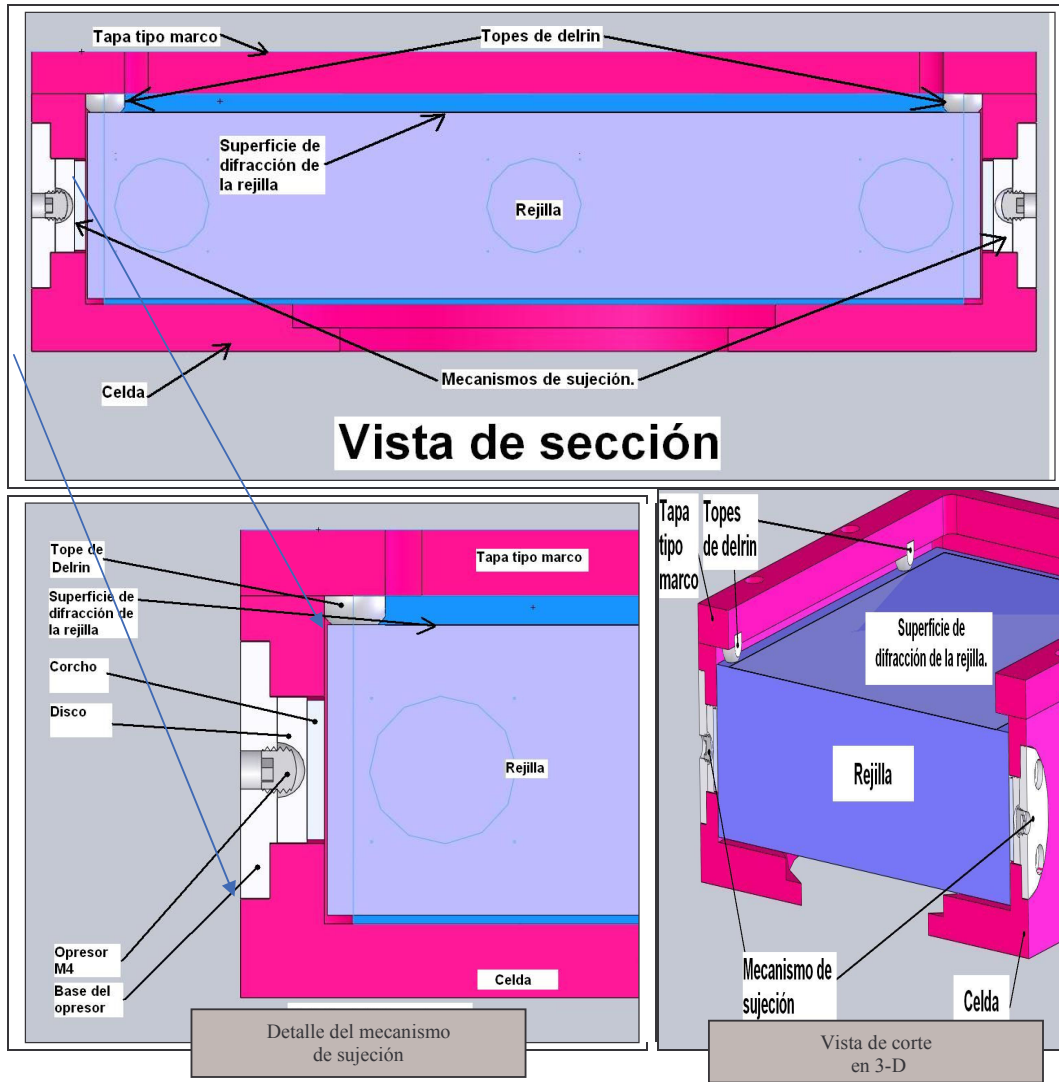 Tapa tipo marco
Topes de delrin
Superficie de
difracción de
la rejilla
Rejilla
Mecanismos de sujeción.
Celda
Vista de sección
Tope de
Delrin
Tapa tipo marco
Superficie de
difracción de
la rejilla
Corcho
Disco
Rejilla
Opresor
M4
Base del
opresor
Celda
Detalle del mecanismo
de sujeción
Tapa
tipo
marco
Topes
de delrin
Superficie de
difracción de la rejilla.
Rejilla
Mecanismo de
sujeción
Celda
Vista de corte
en 3-D